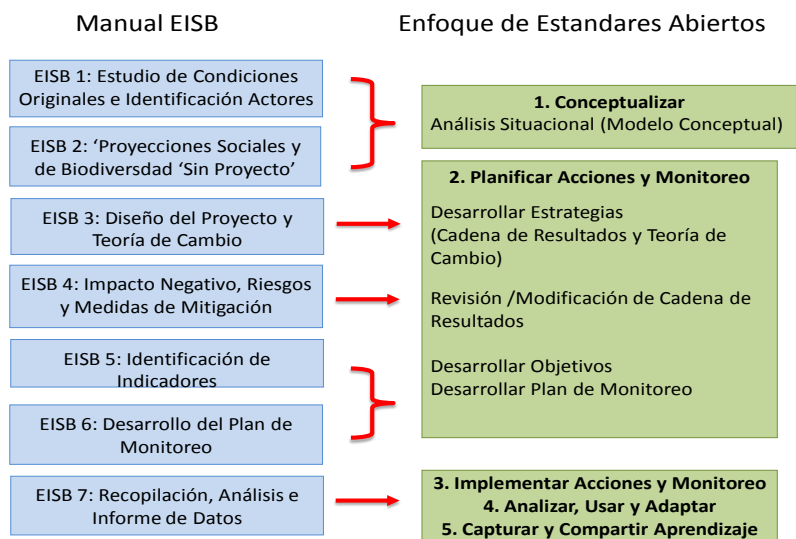 Manual EISB
Enfoque de Estandares Abiertos
EISB 1: Estudio de Condiciones
Originales e Identificación Actores
EISB 2: ‘Proyecciones Sociales y
de Biodiversdad ‘Sin Proyecto’
EISB 3: Diseño del Proyecto y
Teoría de Cambio
EISB 4: Impacto Negativo, Riesgos
y Medidas de Mitigación
EISB 5: Identificación de
Indicadores
EISB 6: Desarrollo del Plan de
Monitoreo
EISB 7: Recopilación, Análisis e
Informe de Datos
1. Conceptualizar
Análisis Situacional (Modelo Conceptual)
2. Planificar Acciones y Monitoreo
Desarrollar Estrategias
(Cadena de Resultados y Teoría de
Cambio)
Revisión /Modificación de Cadena de
Resultados
Desarrollar Objetivos
Desarrollar Plan de Monitoreo
3. Implementar Acciones y Monitoreo
4. Analizar, Usar y Adaptar
5. Capturar y Compartir Aprendizaje